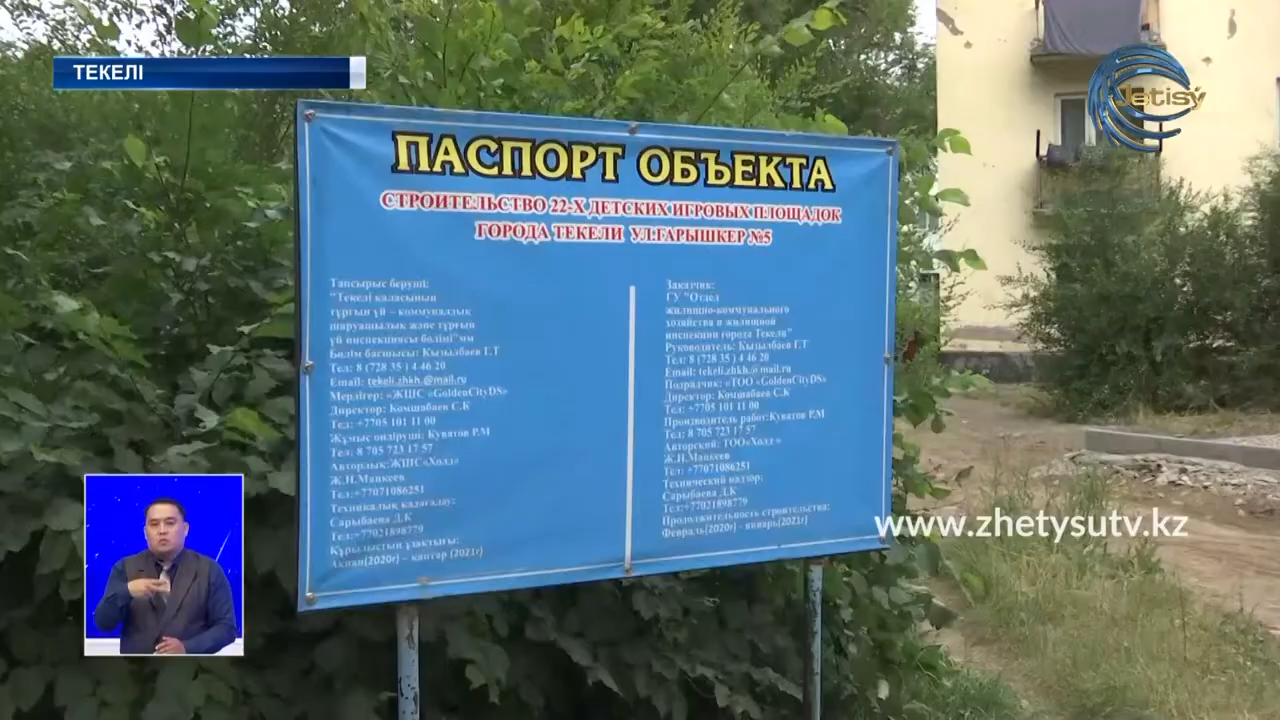 ТЕКЕЛІ
Jetisý
ПАСПОРТ ОБЪЕКТА
СТРОИТЕЛЬСТВО 22-Х ДЕТСКИХ ИГРОВЫХ ПЛОЩАДОК
ГОРОДА ТЕКЕЛИ УЛ:ГАРЫШКЕР №5
Тапсырыс беруші:
"Текелі қаласының
тұрғын үй – коммуналдық
шаруашылық және тұрғын
үй инспекциясы бөлімі"мм
Бөлім басшысы: Кызылбаев Г.Т
Тел: 8 (728 35 ) 4 46 20
Email: tekeli.zhkh.@mail.ru
Мердігер: «ЖШС «GoldenCityDS»
Директор: Комшабаев С.К
Тел: +7705 101 11 00
Жұмыс өндіруші: Куватов Р.М
Тел: 8 705 723 17 57
Авторлық:ЖШС«Холд»
Ж.Н.Манкеев
Тел:+77071086251
Техникалық қадағалау:
Сарыбаева Д.К
Тел:+77021898779
Құрылыстың ұзақтығы:
Ақпан(2020г) – қаңтар (2021г)
Заказчик:
ГУ "Отдел
жилищно-коммунального
хозяйства и жилищной
инспекции города Текели"
Руководитель: Кызылбаев Г.Т
Тел: 8 (728 35 ) 4 46 20
Email: tekeli.zhkh.@mail.ru
Подрадчик: «ТОО «GoldenCityDS»
Директор: Комшабаев С.К
Тел: +7705 101 11 00
Производитель работ:Куватов Р.М
Тел: 8 705 723 17 57
Авторский: ТОО«Холд »
Ж.Н.Манкеев
Тел:+77071086251
Технический надзор:
Сарыбаева Д.К
Тел:+77021898779
Продолжительность строительства:
Февраль(2020г) - январь(2021г)
www.zhetysutv.kz